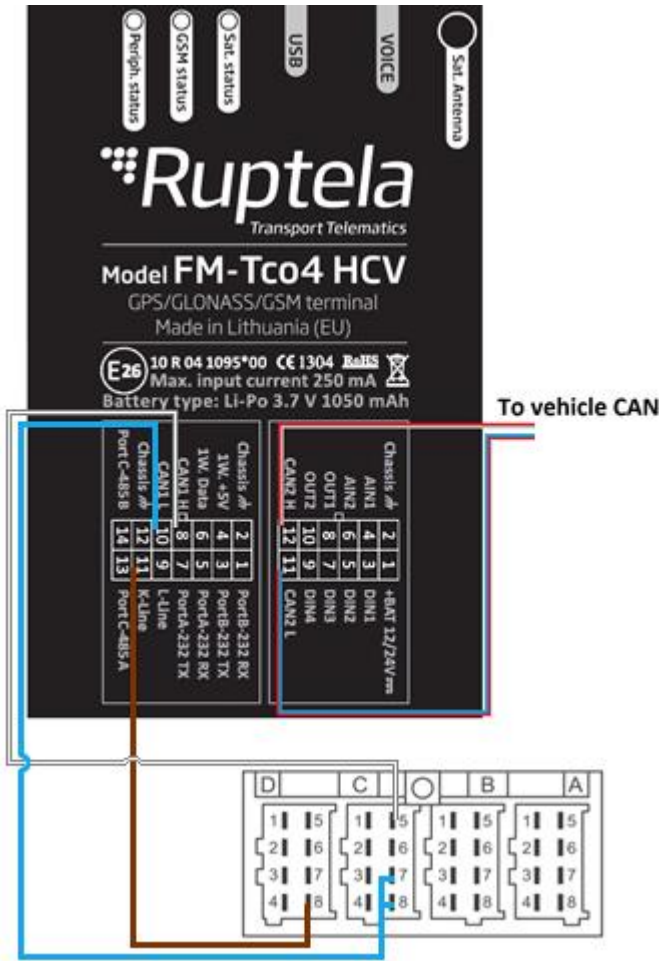 Periph. status
GSM status
Sat. status
USB
VOICE
Sat. Antenna
Ruptela
Transport Telematics
Model FM-Tco4 HCV
GPS/GLONASS/GSM terminal
Made in Lithuania (EU)
E26 10 R 04 1095*00 CE 1304 RoHS
Max. input current 250 mA
Battery type: Li-Po 3.7 V 1050 mAh
To vehicle CAN
Port C-485 B
Chassis
CAN1 L
CAN1 H
1W. Data
1W. +5V
Chassis
14 12 10 8 6 4 2
13 11 9 7 5 3 1
Port C-485 A
K-Line
L-Line
PortA-232 TX
PortA-232 RX
PortB-232 TX
PortB-232 RX
CAN2 H
OUT2
OUT1
AIN2
AIN1
Chassis
12 10 8 6 4 2
11 9 7 5 3 1
CAN2 L
DIN4
DIN3
DIN2
DIN1
+BAT 12/24V
D C B A
1 5 1 5 1 5 1 5
2 6 2 6 2 6 2 6
3 7 3 7 3 7 3 7
4 8 4 8 4 8 4 8